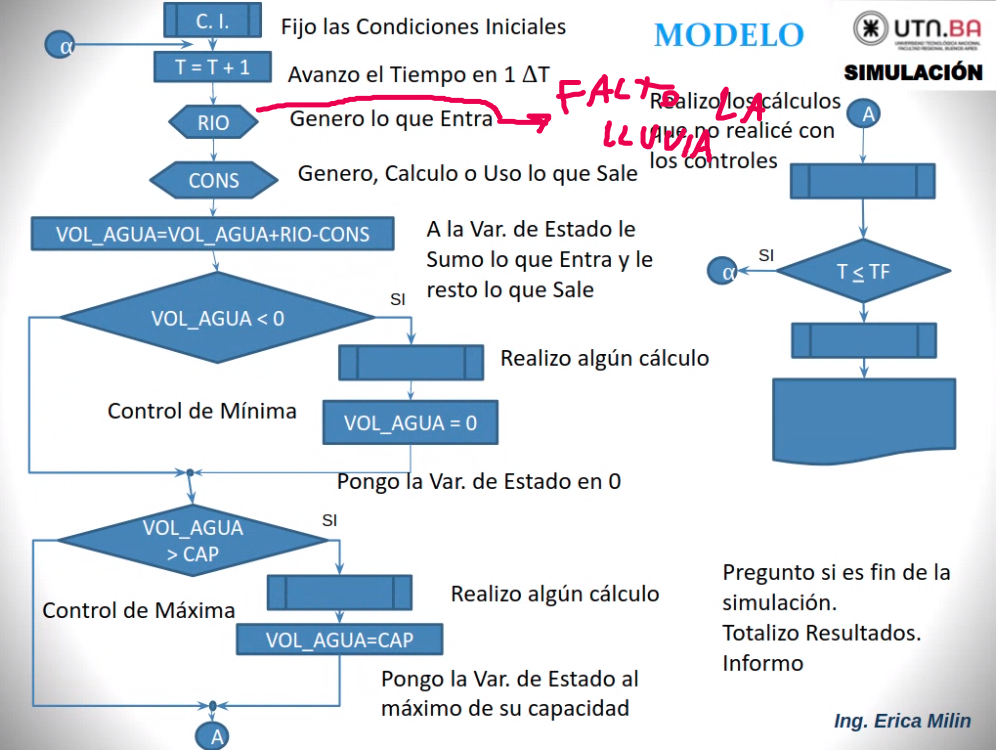 C. I.
Fijo las Condiciones Iniciales
MODELO
UTN.BA
UNIVERSIDAD TECNOLÓGICA NACIONAL
FACULTAD REGIONAL BUENOS AIRES
SIMULACIÓN
α
T = T + 1
Avanzo el Tiempo en 1 ΔT
RIO
Genero lo que Entra
FALTO LA
LLUVIA
CONS
Genero, Calculo o Uso lo que Sale
VOL_AGUA=VOL_AGUA+RIO-CONS
A la Var. de Estado le
Sumo lo que Entra y le
resto lo que Sale
VOL_AGUA < 0
SI
Realizo algún cálculo
Control de Mínima
VOL_AGUA = 0
Pongo la Var. de Estado en 0
VOL_AGUA
> CAP
SI
Control de Máxima
Realizo algún cálculo
VOL_AGUA=CAP
Pongo la Var. de Estado al
máximo de su capacidad
A
Realizo los cálculos
que no realicé con
los controles
A
SI
α
T ≤ TF
Pregunto si es fin de la
simulación.
Totalizo Resultados.
Informo
Ing. Erica Milin